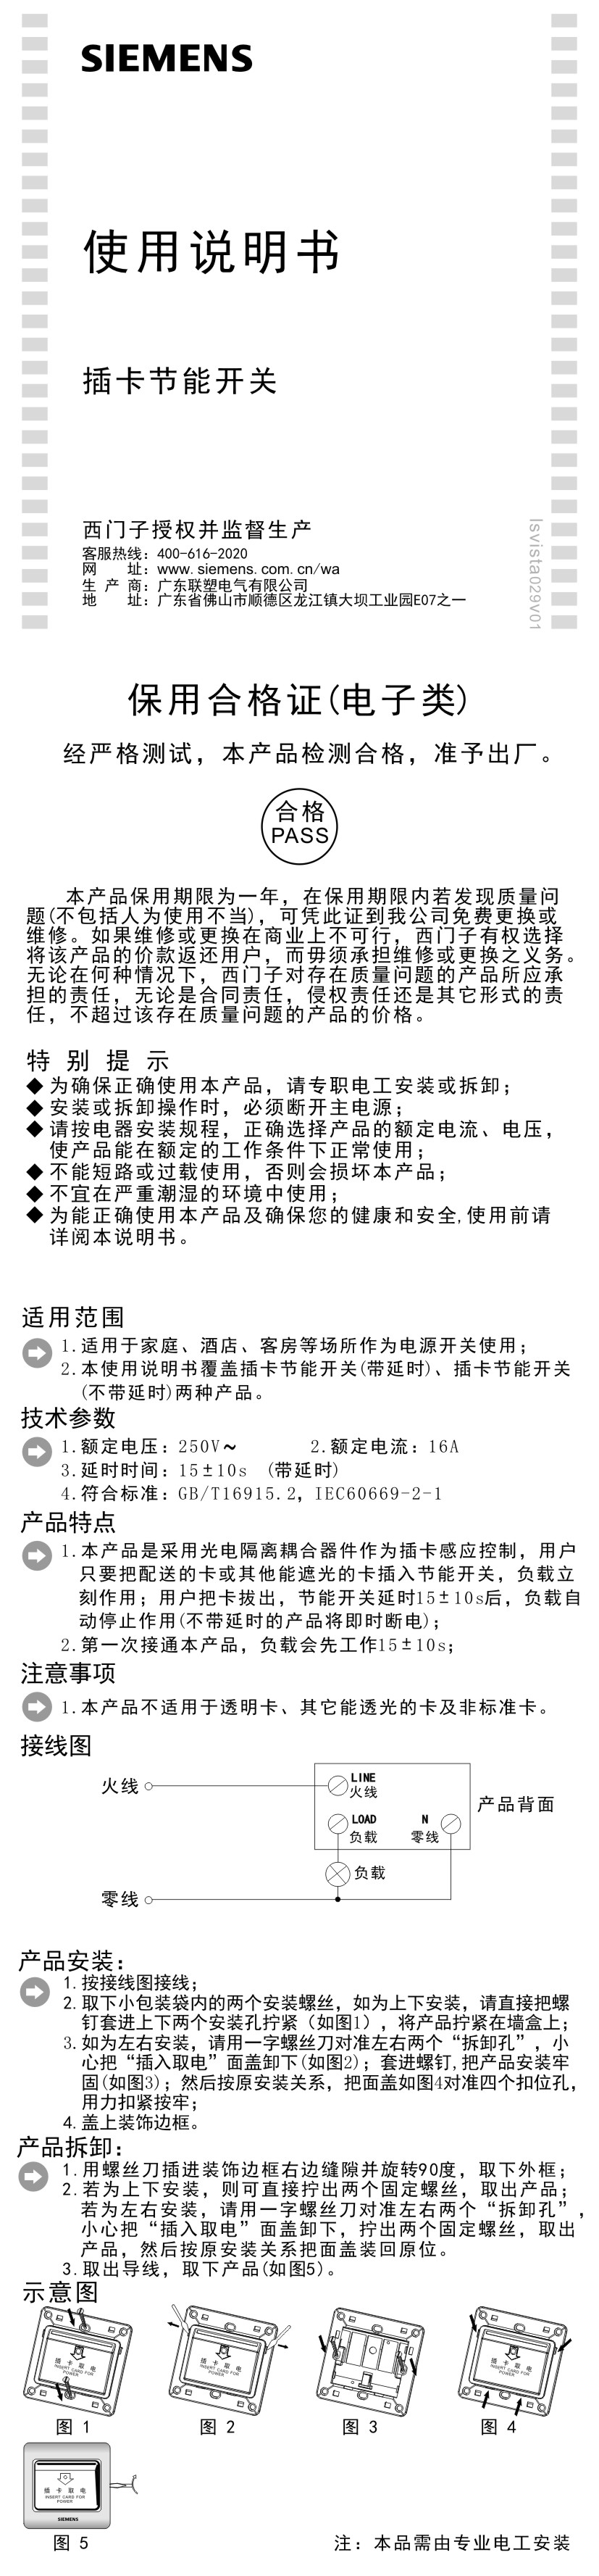 SIEMENS
使用说明书
插卡节能开关
西门子授权并监督生产
客服热线：400-616-2020
网　　址：www.siemens.com.cn/wa
生 产 商：广东联塑电气有限公司
地　　址：广东省佛山市顺德区龙江镇大坝工业园E07之一
lsvista029v01
保用合格证(电子类)
经严格测试，本产品检测合格，准予出厂。
合格
PASS
本产品保用期限为一年，在保用期限内若发现质量问
题(不包括人为使用不当)，可凭此证到我公司免费更换或
维修。如果维修或更换在商业上不可行，西门子有权选择
将该产品的价款返还用户，而毋须承担维修或更换之义务。
无论在何种情况下，西门子对存在质量问题的产品所应承
担的责任，无论是合同责任，侵权责任还是其它形式的责
任，不超过该存在质量问题的产品的价格。
特 别 提 示
◆ 为确保正确使用本产品，请专职电工安装或拆卸；
◆ 安装或拆卸操作时，必须断开主电源；
◆ 请按电器安装规程，正确选择产品的额定电流、电压，
使产品能在额定的工作条件下正常使用；
◆ 不能短路或过载使用，否则会损坏本产品；
◆ 不宜在严重潮湿的环境中使用；
◆ 为能正确使用本产品及确保您的健康和安全,使用前请
详阅本说明书。
适用范围
1.适用于家庭、酒店、客房等场所作为电源开关使用；
2.本使用说明书覆盖插卡节能开关(带延时)、插卡节能开关
(不带延时)两种产品。
技术参数
1.额定电压：250V～　2.额定电流：16A
3.延时时间：15±10s （带延时）
4.符合标准：GB/T16915.2，IEC60669-2-1
产品特点
1.本产品是采用光电隔离耦合器件作为插卡感应控制，用户
只要把配送的卡或其他能遮光的卡插入节能开关，负载立
刻作用；用户把卡拔出，节能开关延时15±10s后，负载自
动停止作用(不带延时的产品将即时断电)；
2.第一次接通本产品，负载会先工作15±10s；
注意事项
1.本产品不适用于透明卡、其它能透光的卡及非标准卡。
接线图
火线
LINE
火线
产品背面
LOAD
负载
N
零线
负载
零线
产品安装：
1.按接线图接线；
2.取下小包装袋内的两个安装螺丝，如为上下安装，请直接把螺
钉套进上下两个安装孔拧紧（如图1），将产品拧紧在墙盒上；
3.如为左右安装，请用一字螺丝刀对准左右两个“拆卸孔”，小
心把“插入取电”面盖卸下(如图2)；套进螺钉,把产品安装牢
固(如图3)；然后按原安装关系，把面盖如图4对准四个扣位孔，
用力扣紧按牢；
4.盖上装饰边框。
产品拆卸：
1.用螺丝刀插进装饰边框右边缝隙并旋转90度，取下外框；
2.若为上下安装，则可直接拧出两个固定螺丝，取出产品；
若为左右安装，请用一字螺丝刀对准左右两个“拆卸孔”，
小心把“插入取电”面盖卸下，拧出两个固定螺丝，取出
产品，然后按原安装关系把面盖装回原位。
3.取出导线，取下产品(如图5)。
示意图
插 卡 取 电
INSERT CARD FOR
POWER
插 卡 取 电
INSERT CARD FOR
POWER
插 卡 取 电
INSERT CARD FOR
POWER
图 1
图 2
图 3
图 4
插 卡 取 电
INSERT CARD FOR
POWER
SIEMENS
图 5
注：本品需由专业电工安装